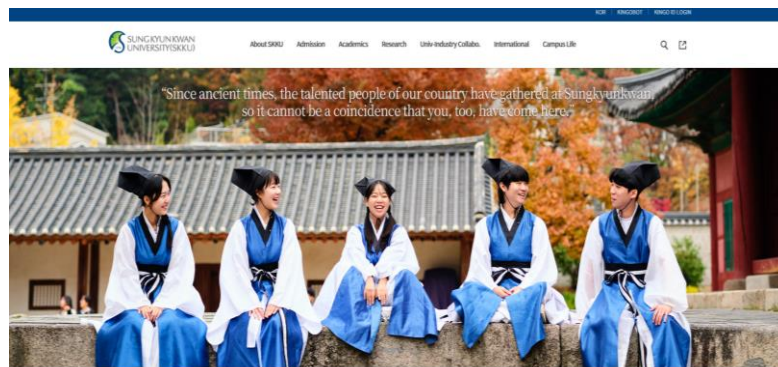 KOR | KINGOBOT | KINGO ID LOGIN
SUNGKYUNKWAN
UNIVERSITY(SKKU)
About SKKU Admission Academics Research Univ-Industry Collabo. International Campus Life
“Since ancient times, the talented people of our country have gathered at Sungkyunkwan,
so it cannot be a coincidence that you, too, have come here.”